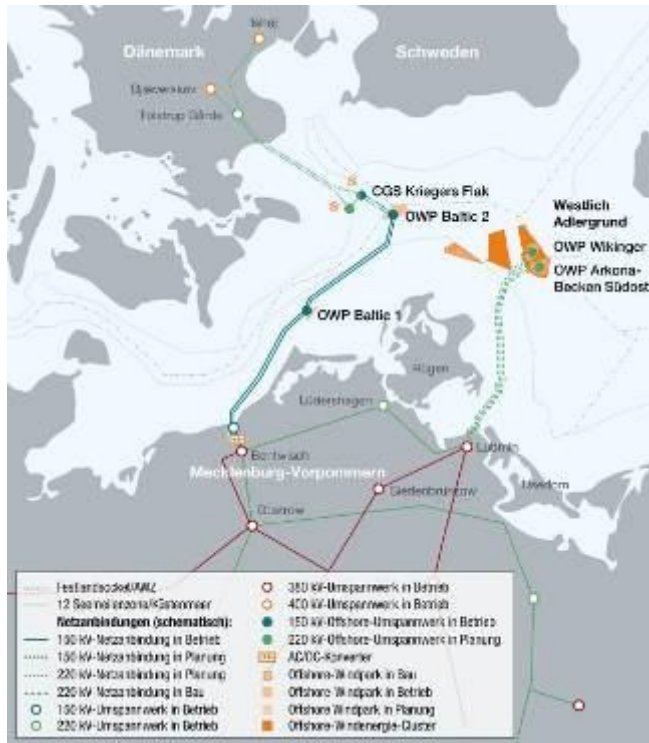 Dänemark
Schweden
Tolstrup Gårde
CGS Kriegers Flak
OWP Baltic 2
Westlich
Adlergrund
OWP Wikinger
OWP Arkona-
Becken Südost
OWP Baltic 1
Rügen
Lüdershagen
Bentwisch
Lubmin
Mecklenburg-Vorpommern
Siedenbrünzow
Usedom
Güstrow
Festlandsockel/AWZ
12 Seemeilenzone/Küstenmeer
Netzanbindungen (schematisch):
150 kV-Netzanbindung in Betrieb
150 kV-Netzanbindung in Planung
220 kV-Netzanbindung in Planung
220 kV-Netzanbindung in Bau
150 kV-Umspannwerk in Betrieb
220 kV-Umspannwerk in Betrieb
380 kV-Umspannwerk in Betrieb
400 kV-Umspannwerk in Betrieb
150 kV-Offshore-Umspannwerk in Betrieb
220 kV-Offshore-Umspannwerk in Planung
AC/DC-Konverter
Offshore-Windpark in Bau
Offshore-Windpark in Betrieb
Offshore-Windpark in Planung
Offshore-Windenergie-Cluster